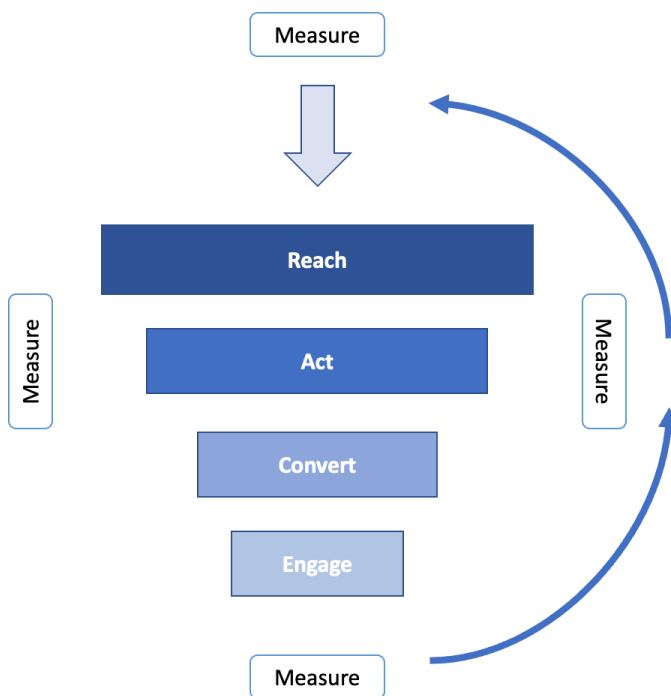 Measure
Reach
Measure
Measure
Act
Convert
Engage
Measure